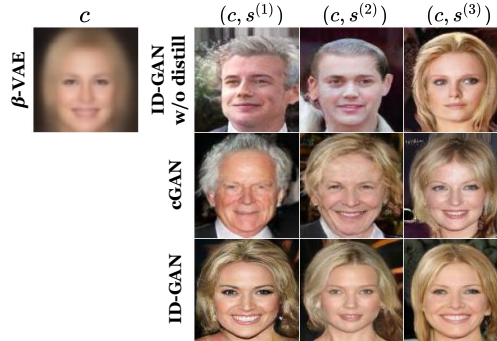 c
(c, s^{(1)})
(c, s^{(2)})
(c, s^{(3)})
β-VAE
ID-GAN
w/o distill
cGAN
ID-GAN